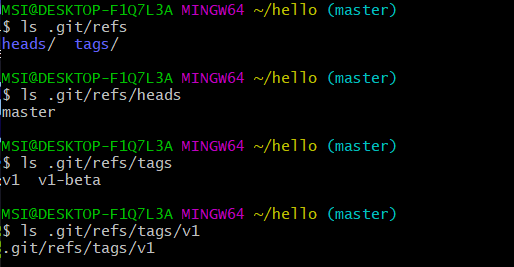 MSI@DESKTOP-F1Q7L3A MINGW64 ~/hello (master)
$ ls .git/refs
heads/  tags/
MSI@DESKTOP-F1Q7L3A MINGW64 ~/hello (master)
$ ls .git/refs/heads
master
MSI@DESKTOP-F1Q7L3A MINGW64 ~/hello (master)
$ ls .git/refs/tags
v1  v1-beta
MSI@DESKTOP-F1Q7L3A MINGW64 ~/hello (master)
$ ls .git/refs/tags/v1
.git/refs/tags/v1